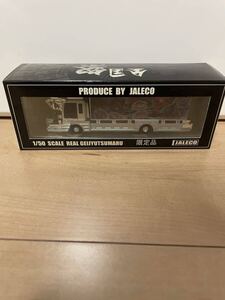 PRODUCE BY JALECO
1/50 SCALE REAL GEIJYUTSUMARU 限定品 JALECO